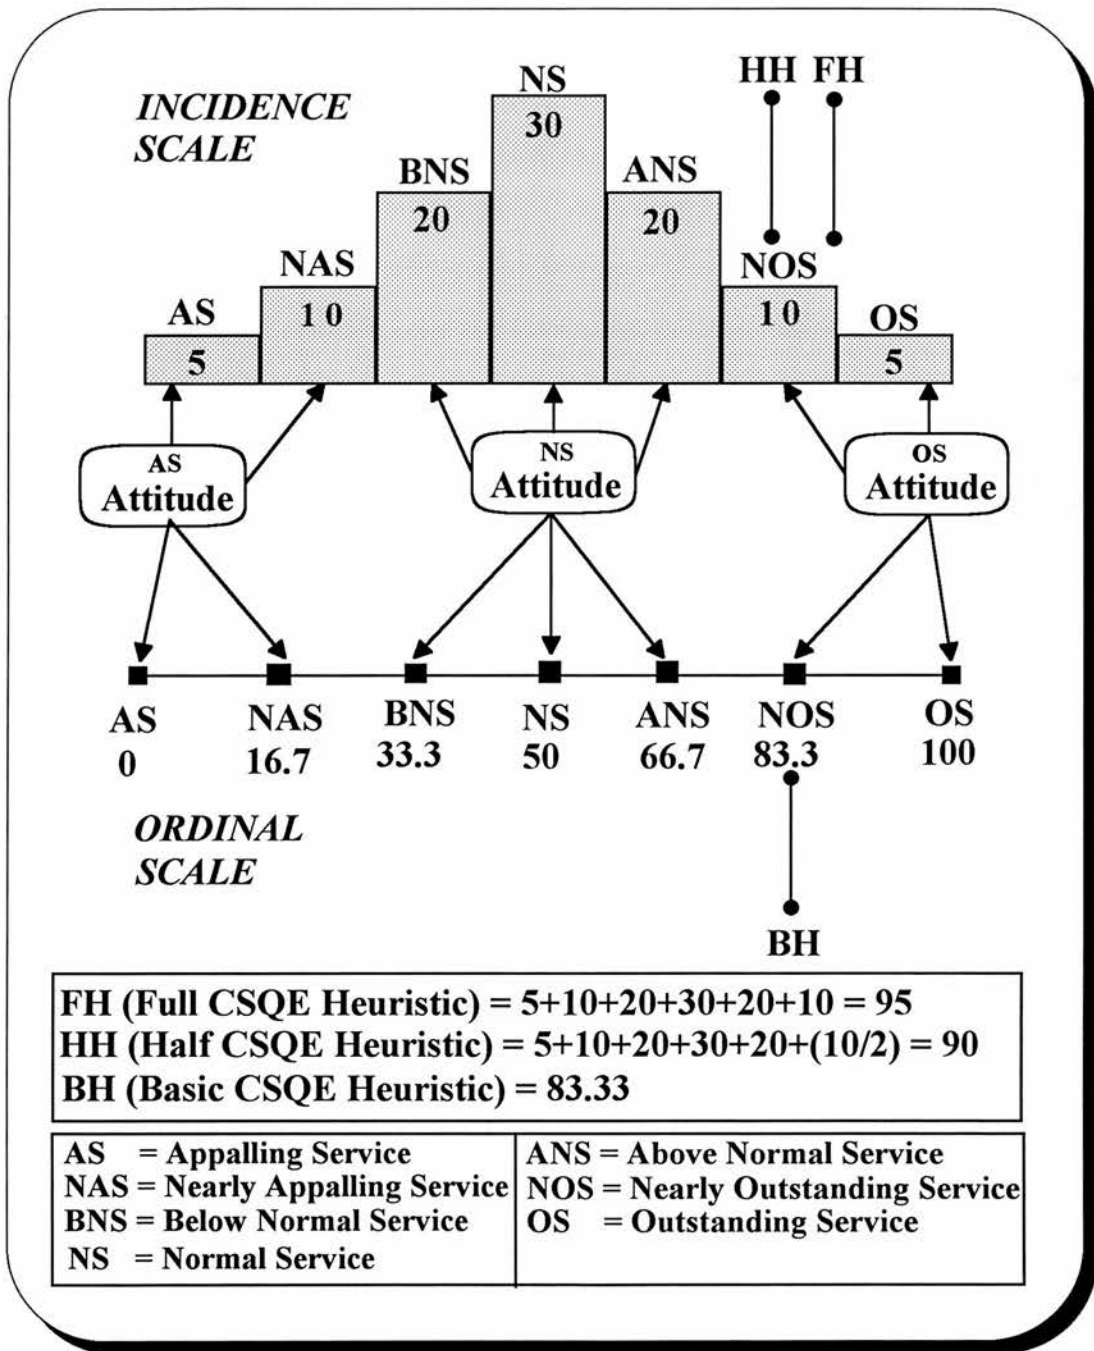 INCIDENCE
SCALE
HH FH
NS
30
BNS
20
ANS
20
NAS
10
NOS
10
AS
5
OS
5
AS
Attitude
NS
Attitude
OS
Attitude
AS NAS BNS NS ANS NOS OS
0 16.7 33.3 50 66.7 83.3 100
ORDINAL
SCALE
BH
FH (Full CSQE Heuristic) = 5+10+20+30+20+10 = 95
HH (Half CSQE Heuristic) = 5+10+20+30+20+(10/2) = 90
BH (Basic CSQE Heuristic) = 83.33
AS = Appalling Service
NAS = Nearly Appalling Service
BNS = Below Normal Service
NS = Normal Service
ANS = Above Normal Service
NOS = Nearly Outstanding Service
OS = Outstanding Service